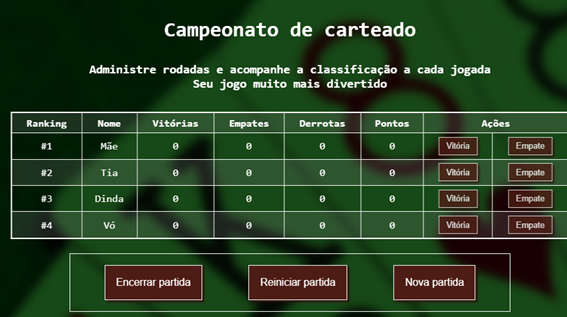 Campeonato de carteado
Administre rodadas e acompanhe a classificação a cada jogada
Seu jogo muito mais divertido
Ranking Nome Vitórias Empates Derrotas Pontos Ações
#1 Mãe 0 0 0 0 Vitória Empate
#2 Tia 0 0 0 0 Vitória Empate
#3 Dinda 0 0 0 0 Vitória Empate
#4 Vó 0 0 0 0 Vitória Empate
Encerrar partida Reiniciar partida Nova partida